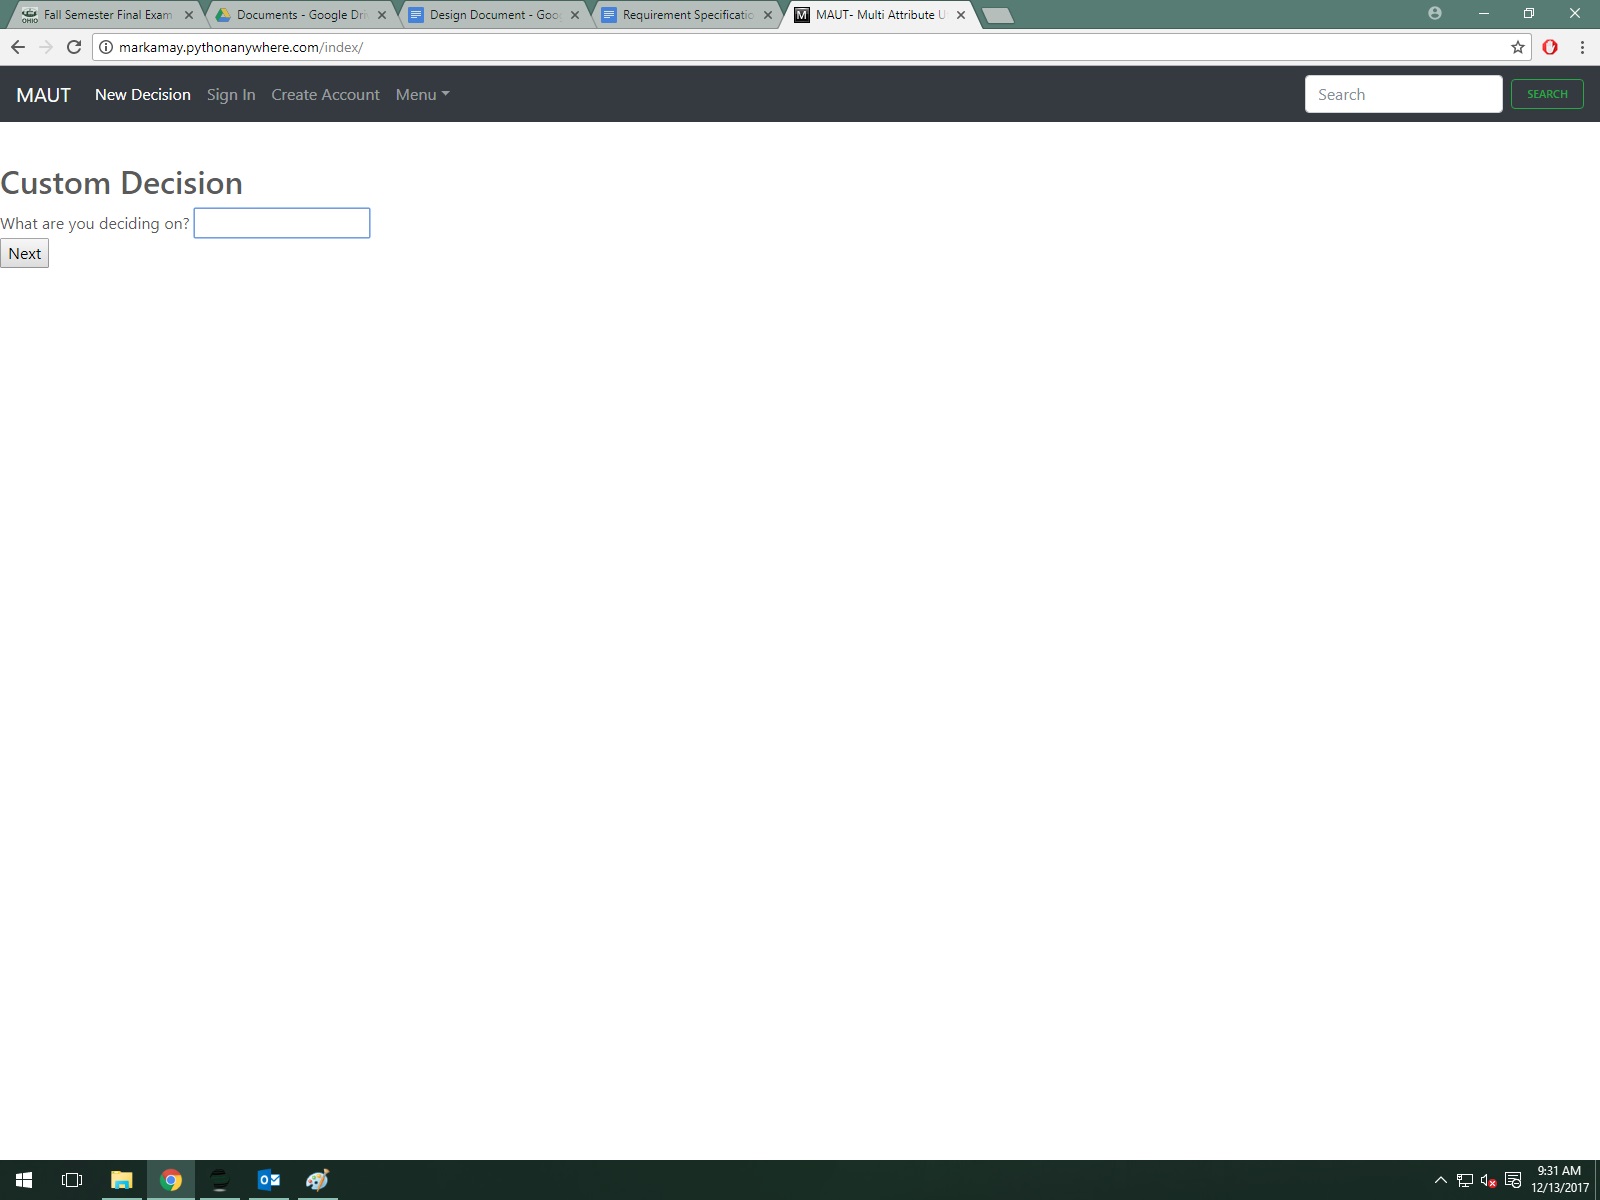 OHIO Fall Semester Final Exam
Documents - Google Dri
Design Document - Goo
Requirement Specificatio
M MAUT- Multi Attribute U
markamay.pythonanywhere.com/index/
MAUT New Decision Sign In Create Account Menu Search SEARCH
Custom Decision
What are you deciding on?
Next
9:31 AM
12/13/2017